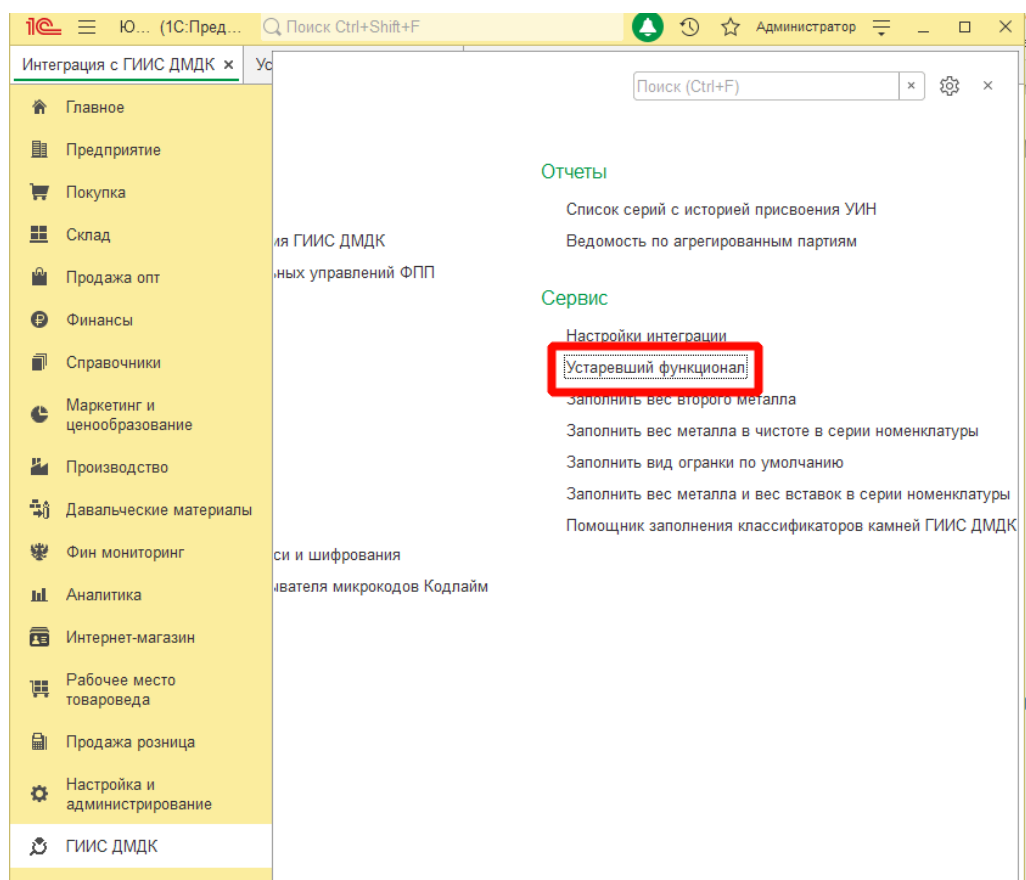 1С Ю... (1С:Пред... Поиск Ctrl+Shift+F Администратор
Интеграция с ГИИС ДМДК × Ус
Поиск (Ctrl+F) ×
Главное
Предприятие
Покупка
Склад
Продажа опт
Финансы
Справочники
Маркетинг и
ценообразование
Производство
Давальческие материалы
Фин мониторинг
Аналитика
Интернет-магазин
Рабочее место
товароведа
Продажа розница
Настройка и
администрирование
ГИИС ДМДК
ия ГИИС ДМДК
ьных управлений ФПП
си и шифрования
ывателя микрокодов Кодлайм
Отчеты
Список серий с историей присвоения УИН
Ведомость по агрегированным партиям
Сервис
Настройки интеграции
Устаревший функционал
Заполнить вес второго металла
Заполнить вес металла в чистоте в серии номенклатуры
Заполнить вид огранки по умолчанию
Заполнить вес металла и вес вставок в серии номенклатуры
Помощник заполнения классификаторов камней ГИИС ДМДК